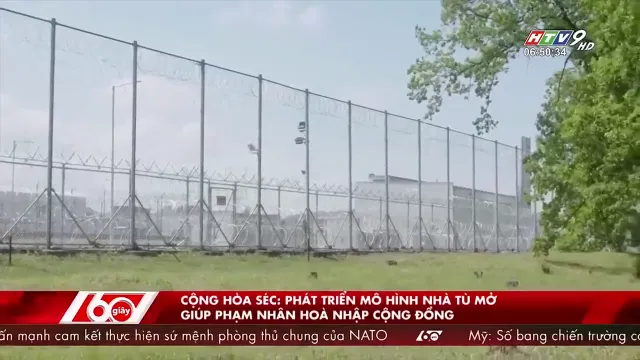 HTV9 HD
06:50:34
60 giây
CỘNG HÒA SÉC: PHÁT TRIỂN MÔ HÌNH NHÀ TÙ MỞ
GIÚP PHẠM NHÂN HOÀ NHẬP CỘNG ĐỒNG
mạnh cam kết thực hiện sứ mệnh phòng thủ chung của NATO 60 giây Mỹ: Số bang chiến trường